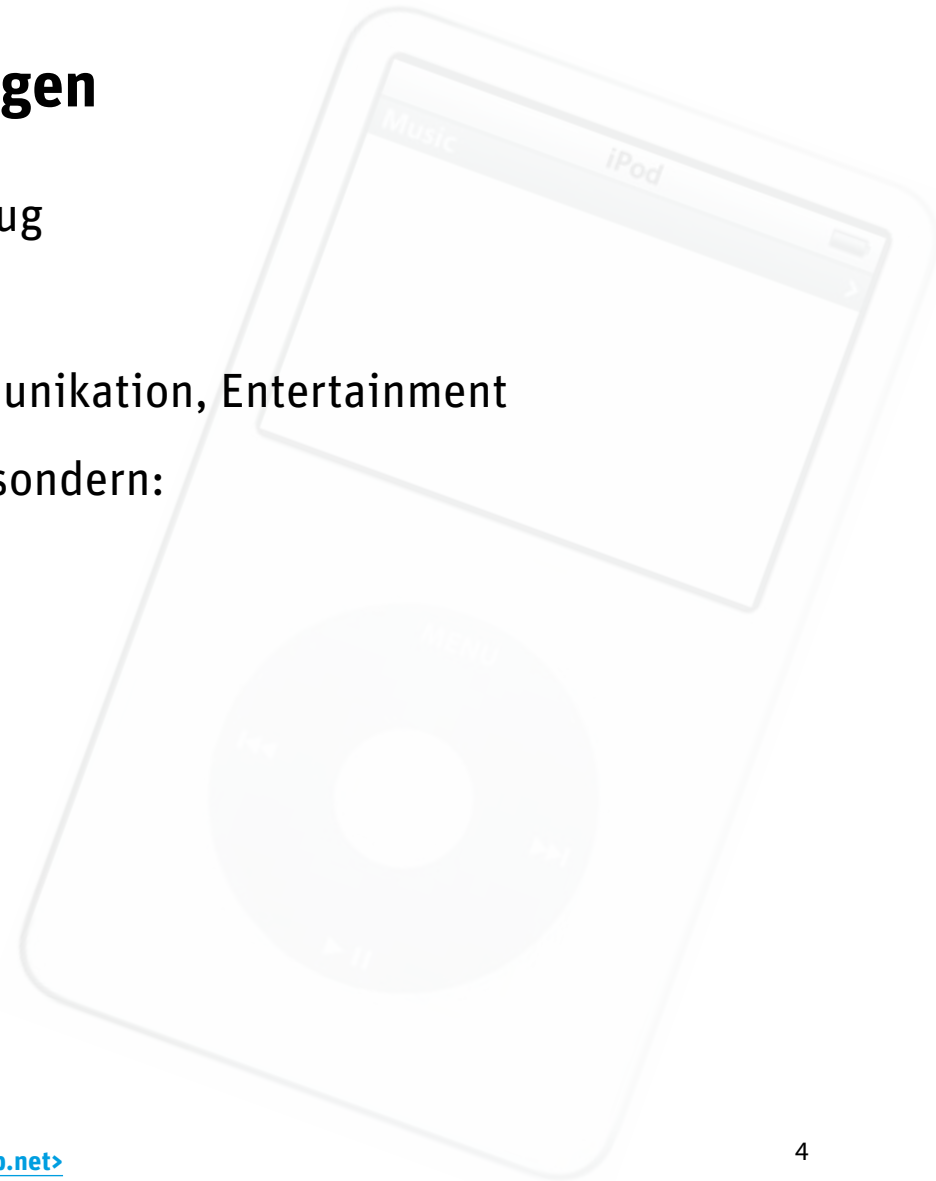 gen
ug
Music
iPod
>
unikation, Entertainment
sondern:
MENU
.net>
4